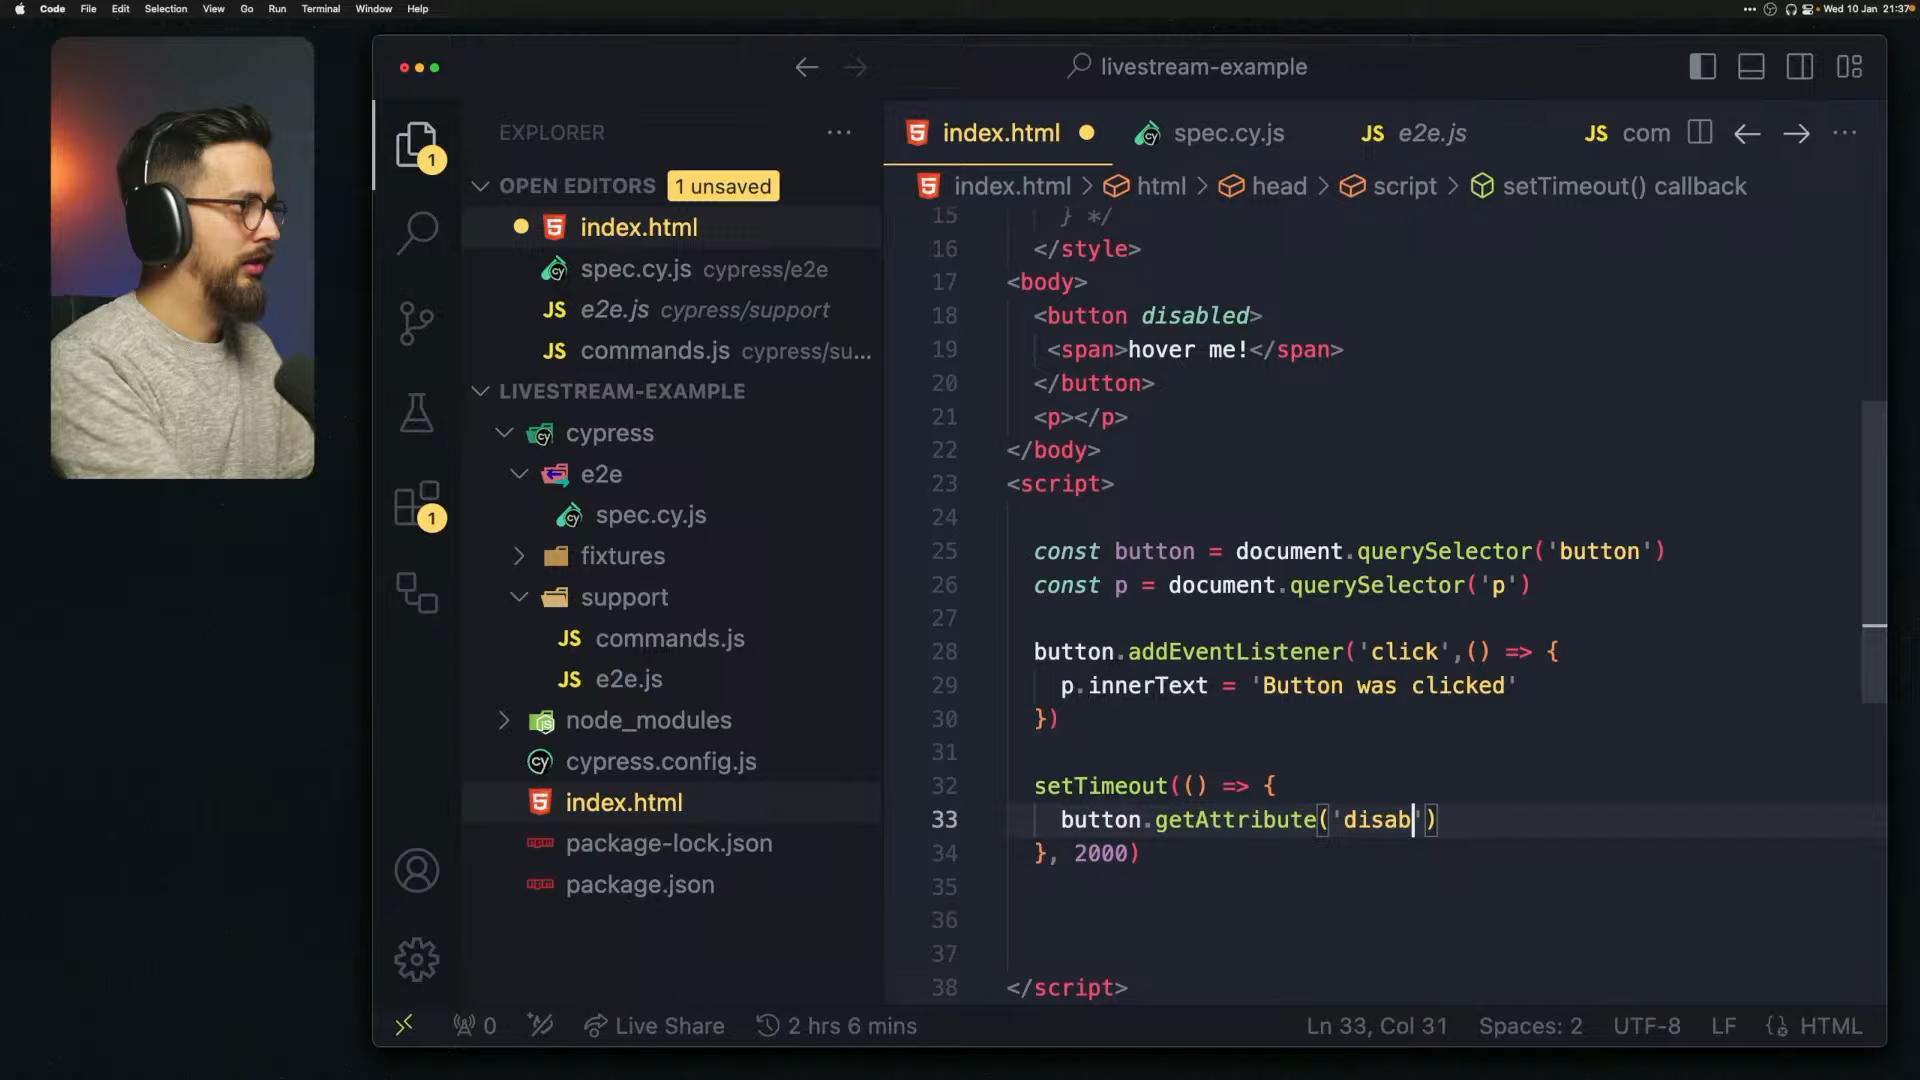 Code File Edit Selection View Go Run Terminal Window Help
Wed 10 Jan 21:37
livestream-example
EXPLORER
1
OPEN EDITORS 1 unsaved
index.html
spec.cy.js cypress/e2e
e2e.js cypress/support
commands.js cypress/su...
LIVESTREAM-EXAMPLE
cypress
e2e
spec.cy.js
1
fixtures
support
JS commands.js
JS e2e.js
node_modules
cypress.config.js
index.html
package-lock.json
package.json
index.html spec.cy.js JS e2e.js JS com
index.html > html > head > script > setTimeout() callback
15 } */
16 </style>
17 <body>
18 <button disabled>
19 <span>hover me!</span>
20 </button>
21 <p></p>
22 </body>
23 <script>
24
25 const button = document.querySelector('button')
26 const p = document.querySelector('p')
27
28 button.addEventListener('click',() => {
29 p.innerText = 'Button was clicked'
30 })
31
32 setTimeout(() => {
33 button.getAttribute('disab')
34 }, 2000)
35
36
37
38 </script>
0 Live Share 2 hrs 6 mins Ln 33, Col 31 Spaces: 2 UTF-8 LF HTML